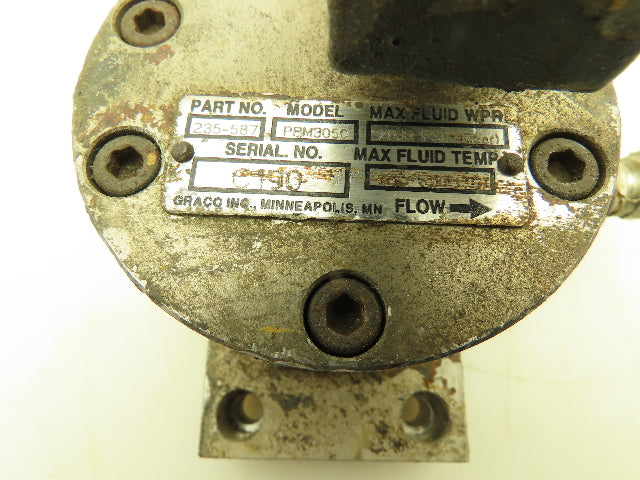 PART NO. MODEL MAX FLUID WPR
235-587 PBM305C
SERIAL. NO. MAX FLUID TEMP
C190
GRACO INC., MINNEAPOLIS, MN FLOW